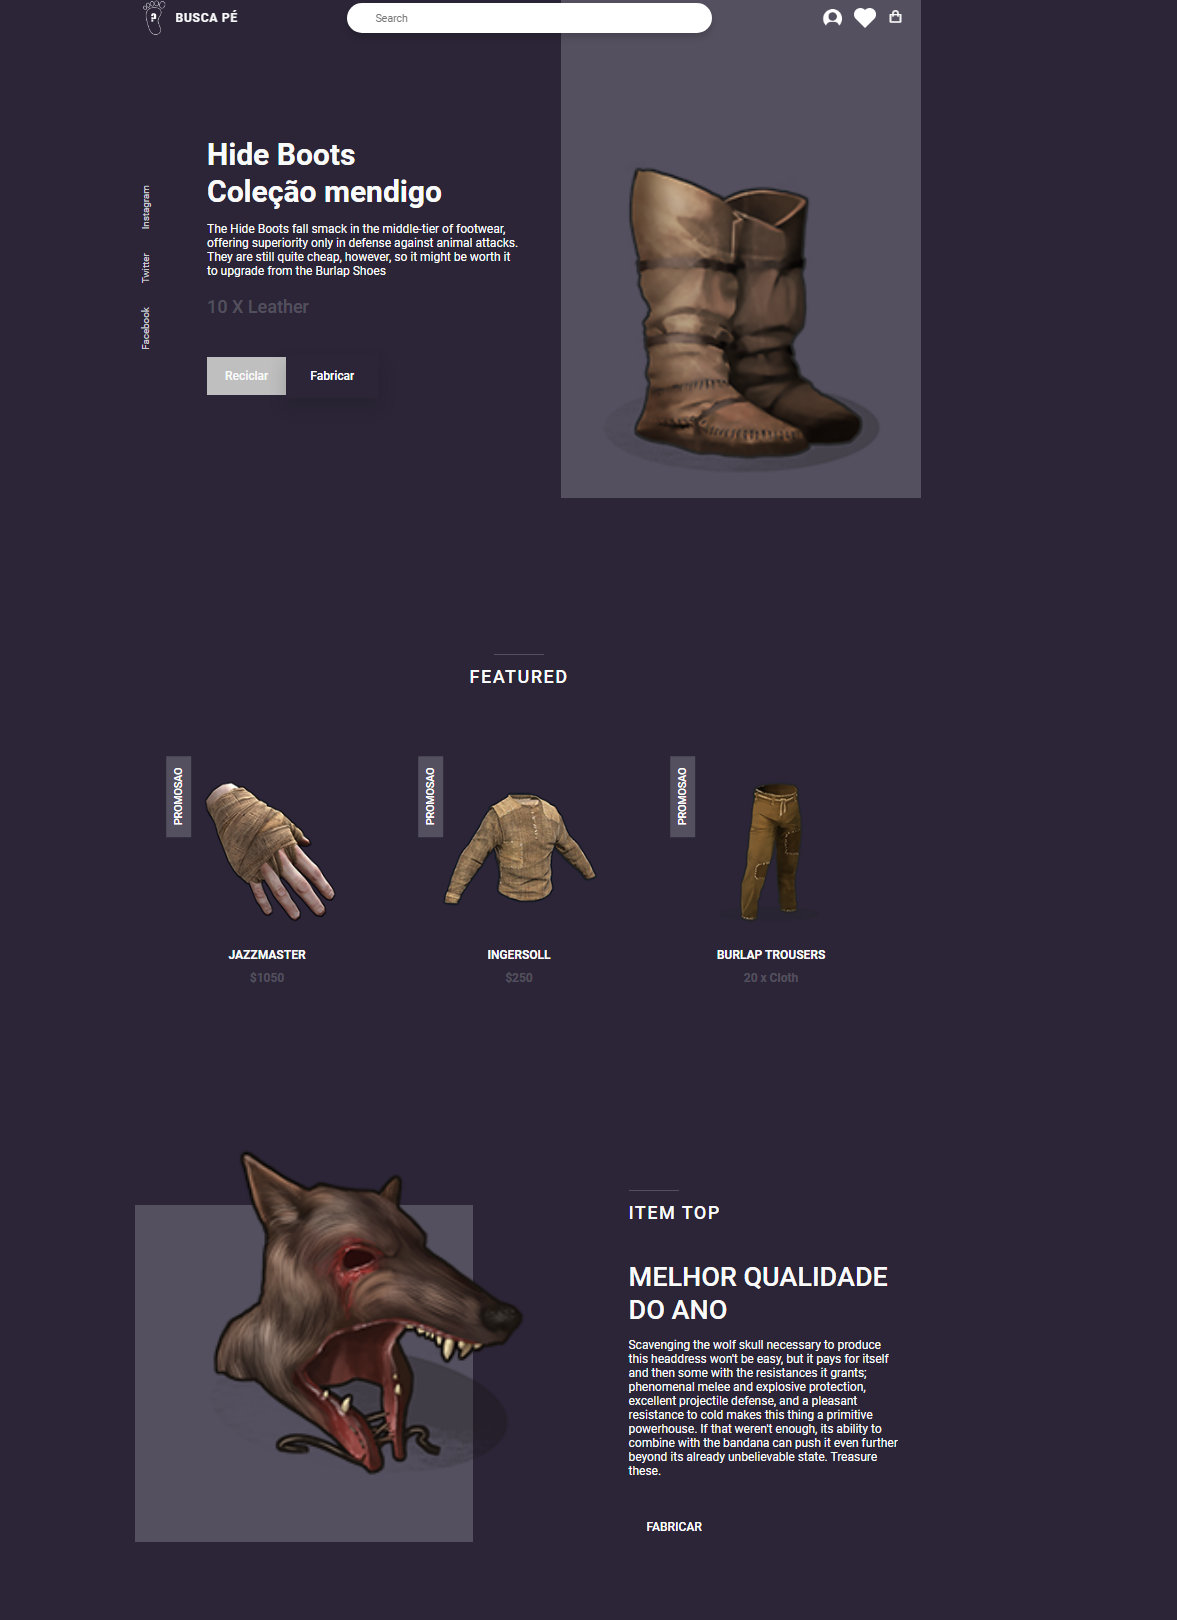 BUSCA PÉ
Search
Hide Boots
Coleção mendigo
Instagram
Twitter
Facebook
The Hide Boots fall smack in the middle-tier of footwear,
offering superiority only in defense against animal attacks.
They are still quite cheap, however, so it might be worth it
to upgrade from the Burlap Shoes
10 X Leather
Reciclar
Fabricar
FEATURED
PROMOSAO
PROMOSAO
PROMOSAO
JAZZMASTER
$1050
INGERSOLL
$250
BURLAP TROUSERS
20 x Cloth
ITEM TOP
MELHOR QUALIDADE
DO ANO
Scavenging the wolf skull necessary to produce
this headdress won't be easy, but it pays for itself
and then some with the resistances it grants;
phenomenal melee and explosive protection,
excellent projectile defense, and a pleasant
resistance to cold makes this thing a primitive
powerhouse. If that weren't enough, its ability to
combine with the bandana can push it even further
beyond its already unbelievable state. Treasure
these.
FABRICAR